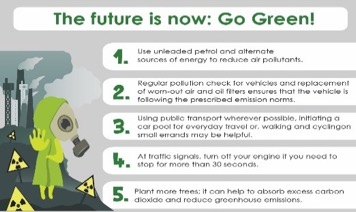 The future is now: Go Green!
1. Use unleaded petrol and alternate
sources of energy to reduce air pollutants.
2. Regular pollution check for vehicles and replacement
of worn-out air and oil filters ensures that the vehicle is
following the prescribed emission norms.
3. Using public transport wherever possible, initiating a
car pool for everyday travel or, walking and cyclingon
small errands may be helpful.
4. At traffic signals, turn off your engine if you need to
stop for more than 30 seconds.
5. Plant more trees; it can help to absorb excess carbon
dioxide and reduce greenhouse emissions.